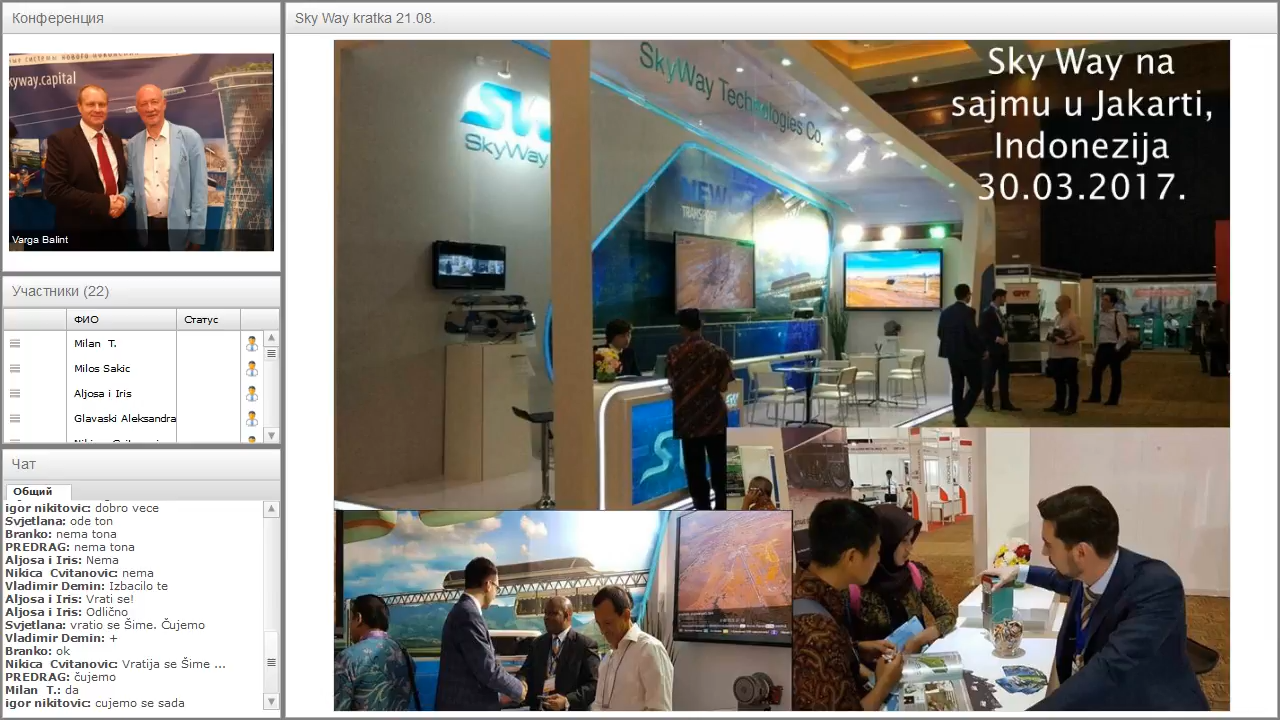 Конференция
skyway.capital
Varga Balint
Участники (22)
ФИО
Статус
Milan T.
Aljosa i Iris
Glavaski Aleksandra
Чат
Общий
igor nikitovic: dobro vece
Svjetlana: ode ton
Branko: nema tona
PREDRAG: nema tona
Aljosa i Iris: Nema
Nikica Cvitanovic: nema
Vladimir Demin: Izbacilo te
Aljosa i Iris: Vrati se!
Aljosa i Iris: Odlično
Svjetlana: vratio se Šime. Čujemo
Vladimir Demin: +
Branko: ok
Nikica Cvitanovic: Vratija se Šime ...
PREDRAG: čujemo
Milan T.: da
igor nikitovic: cujemo se sada
Sky Way kratka 21.08.
Sky Way na
sajmu u Jakarti,
Indonezija
30.03.2017.
SkyWay Technologies Co.
SW
SkyWay
NEW
TRANSPORT